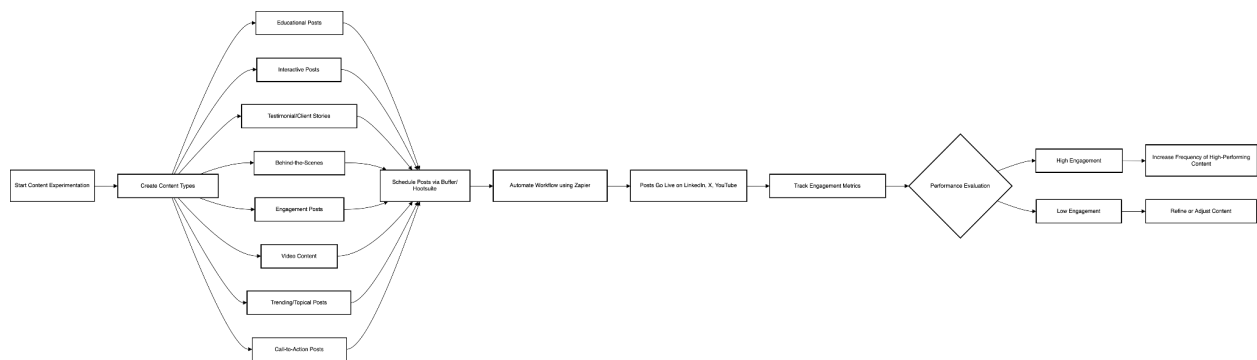 Start Content Experimentation
Create Content Types
Educational Posts
Interactive Posts
Testimonial/Client Stories
Behind-the-Scenes
Engagement Posts
Video Content
Trending/Topical Posts
Call-to-Action Posts
Schedule Posts via Buffer/
Hootsuite
Automate Workflow using Zapier
Posts Go Live on LinkedIn, X, YouTube
Track Engagement Metrics
Performance Evaluation
High Engagement
Increase Frequency of High-Performing
Content
Low Engagement
Refine or Adjust Content